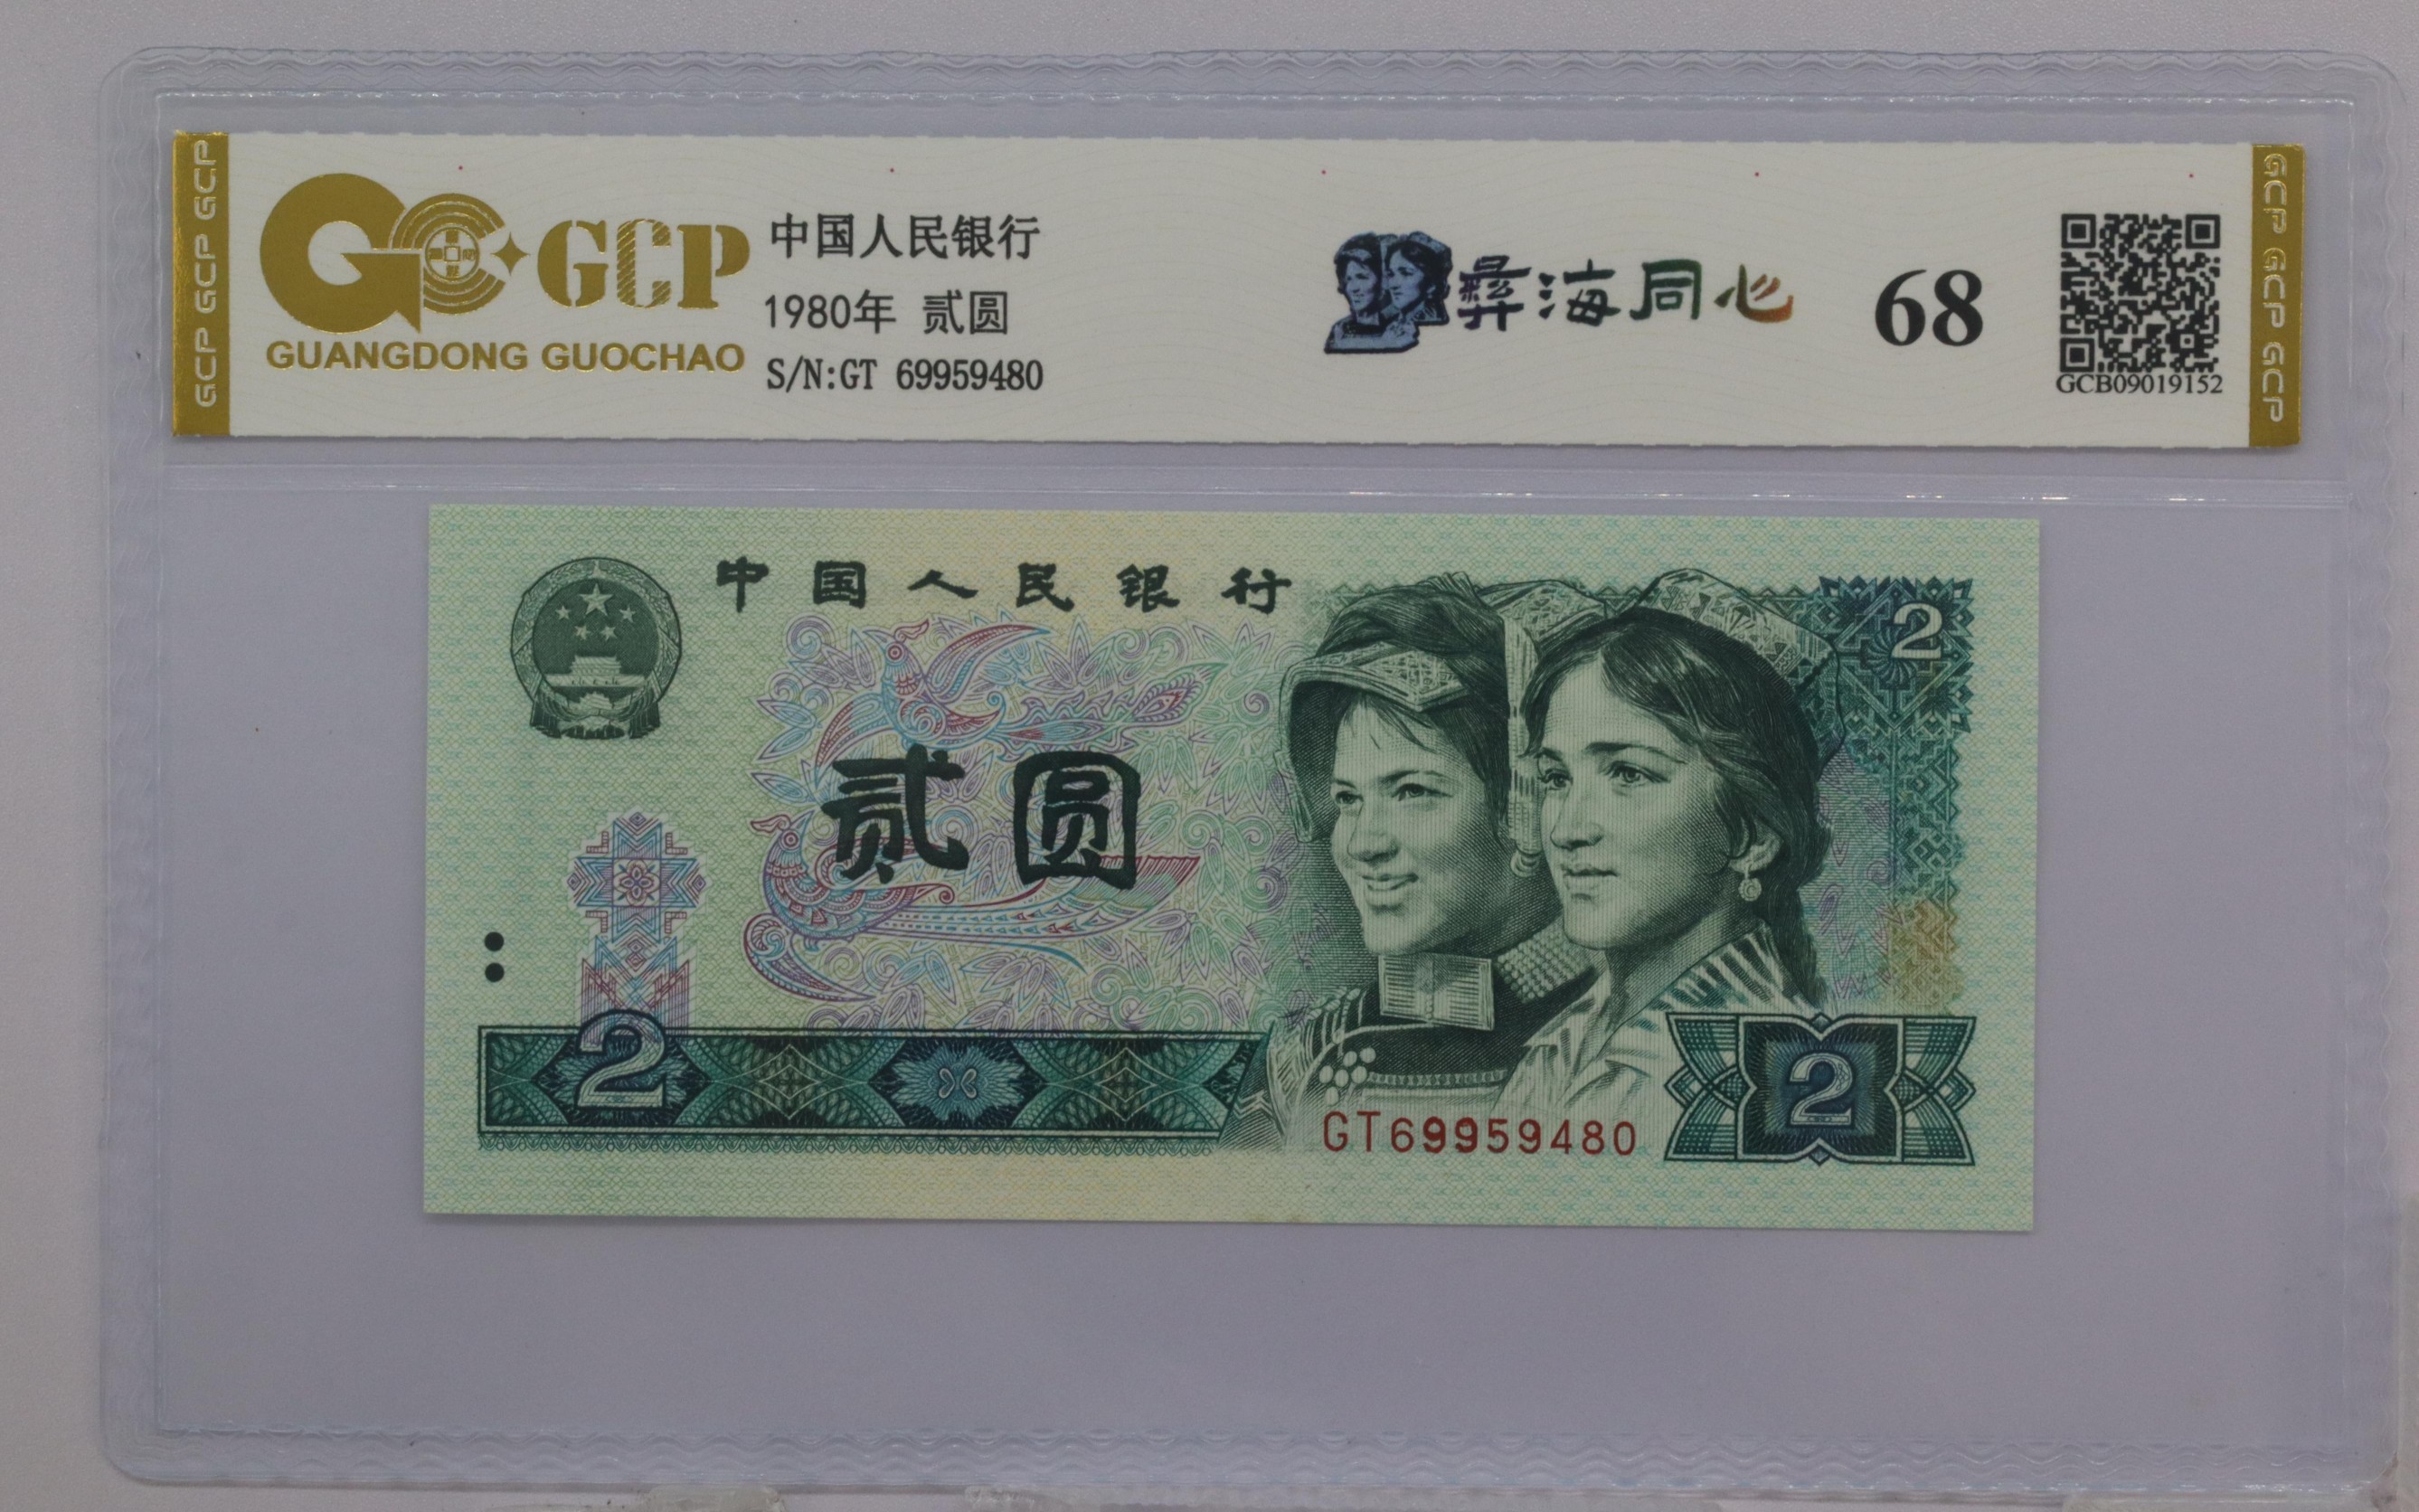 GCP GCP GCP
GCP
GUANGDONG GUOCHAO
中国人民银行
1980年 贰圆
S/N:GT 69959480
彝海同心
68
GCB09019152
GCP GCP GCP
中国人民银行
2
贰圆
2
GT69959480
2